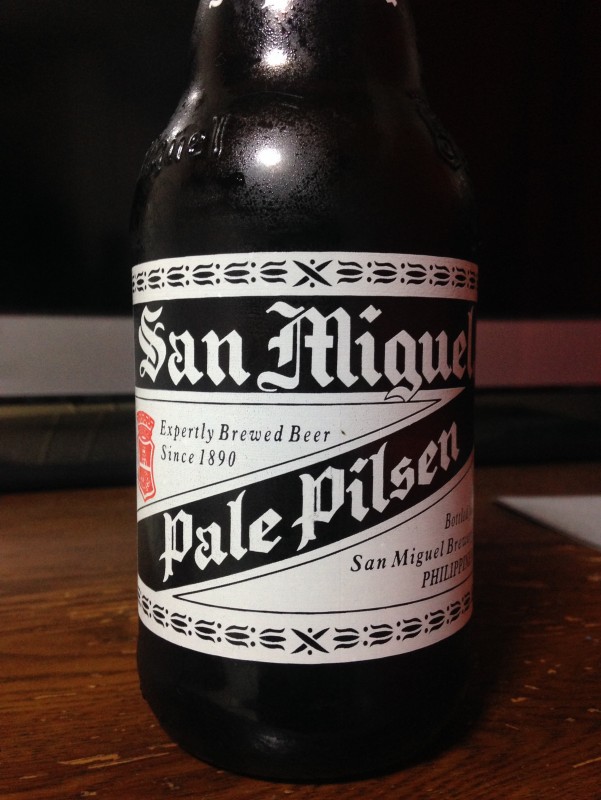 San Miguel
Expertly Brewed Beer
Since 1890
Pale Pilsen
San Miguel